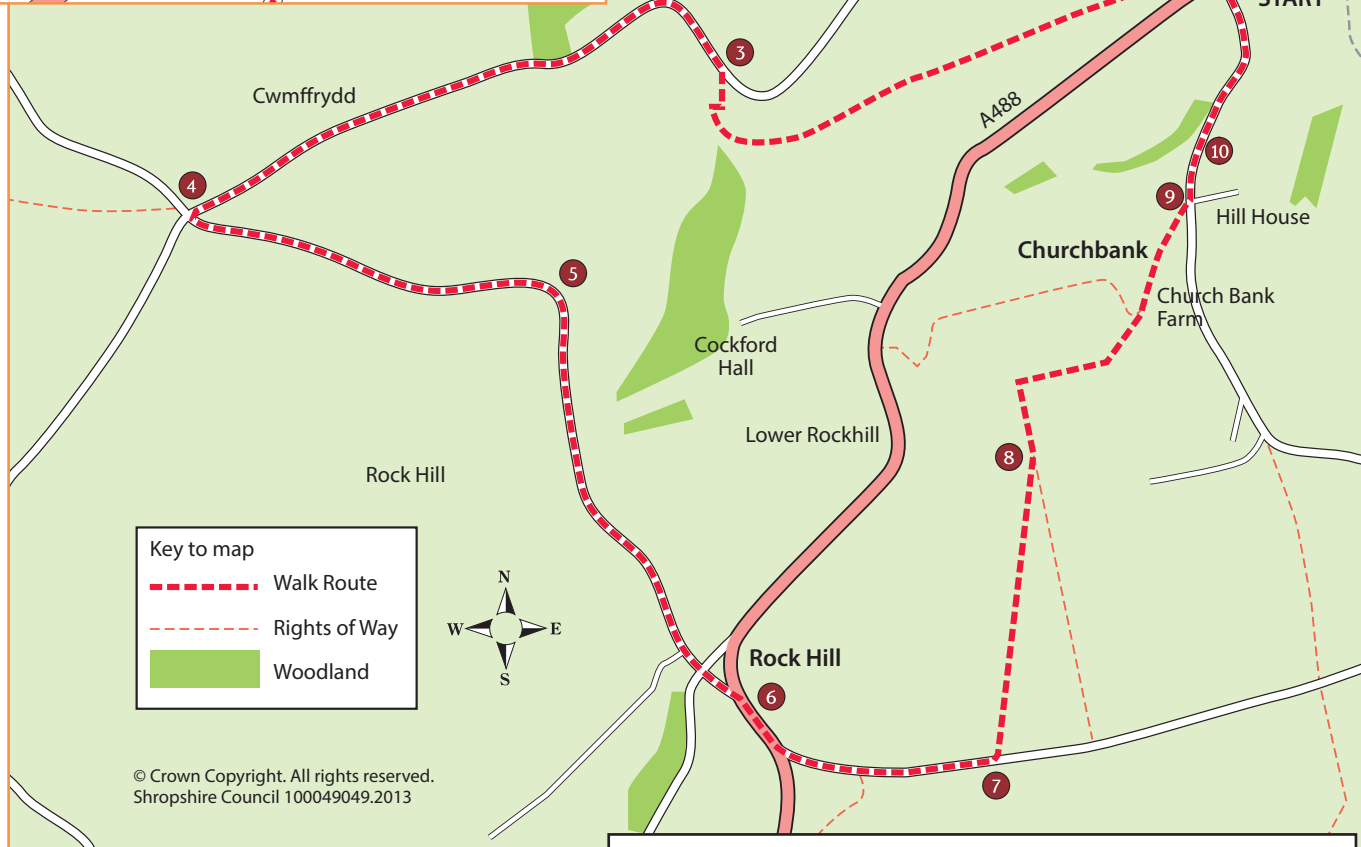 START
3
Cwmffrydd
A488
10
4
9
Hill House
Churchbank
5
Church Bank
Farm
Cockford
Hall
Lower Rockhill
8
Rock Hill
Key to map
Walk Route
Rights of Way
Woodland
N
W
E
S
Rock Hill
6
7
© Crown Copyright. All rights reserved.
Shropshire Council 100049049.2013